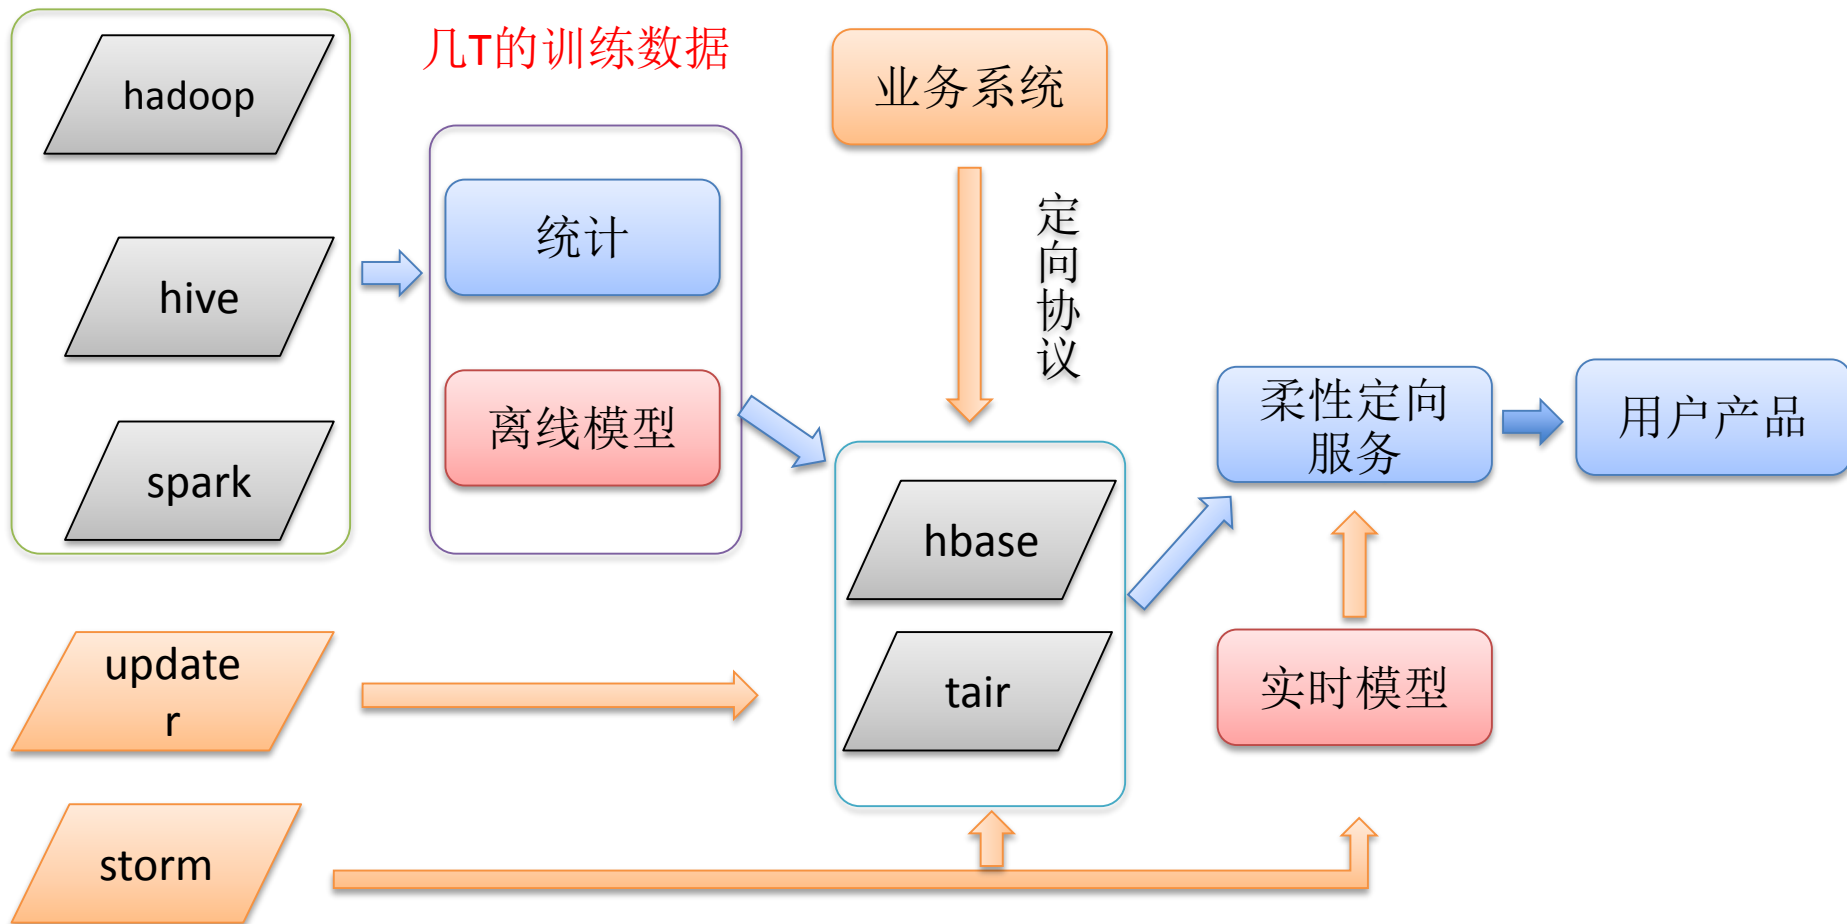 hadoop
几T的训练数据
业务系统
统计
定向协议
hive
离线模型
柔性定向
服务
用户产品
spark
hbase
update
r
tair
实时模型
storm